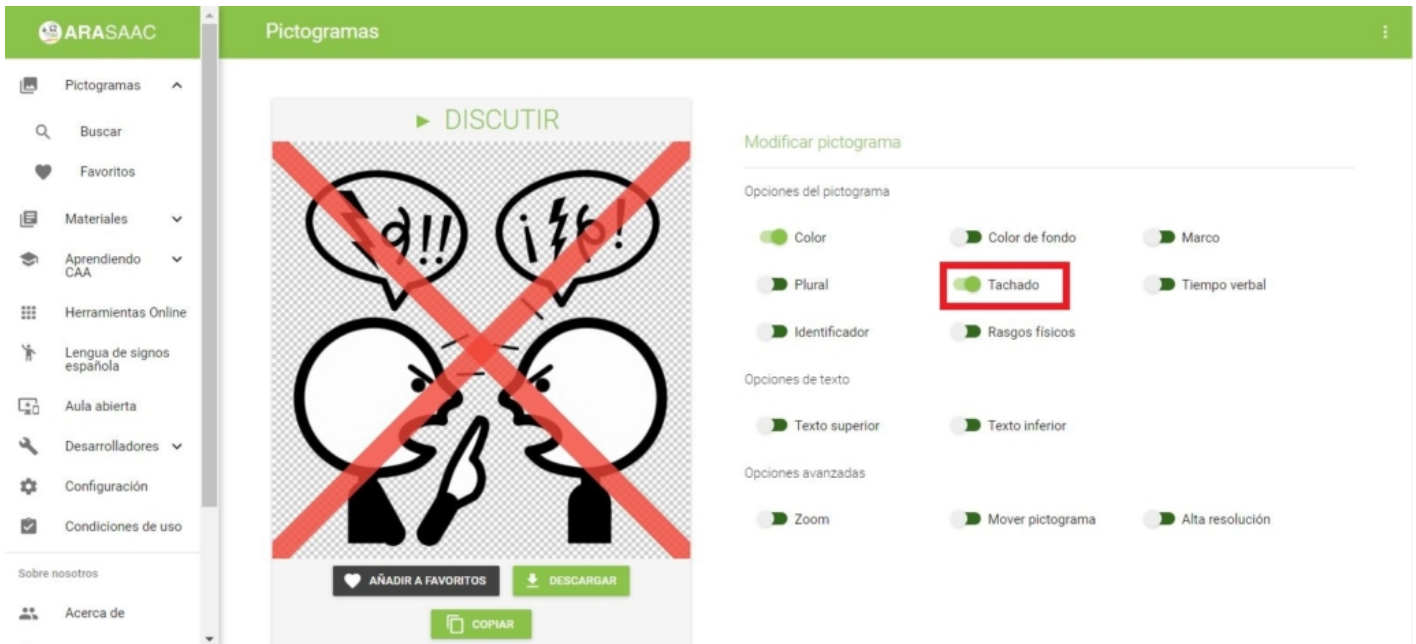 ARASAAC
Pictogramas
Buscar
Favoritos
Materiales
Aprendiendo
CAA
Herramientas Online
Lengua de signos
española
Aula abierta
Desarrolladores
Configuración
Condiciones de uso
Sobre nosotros
Acerca de
Pictogramas
DISCUTIR
!!
¡ !
AÑADIR A FAVORITOS
DESCARGAR
COPIAR
Modificar pictograma
Opciones del pictograma
Color
Color de fondo
Marco
Plural
Tachado
Tiempo verbal
Identificador
Rasgos físicos
Opciones de texto
Texto superior
Texto inferior
Opciones avanzadas
Zoom
Mover pictograma
Alta resolución